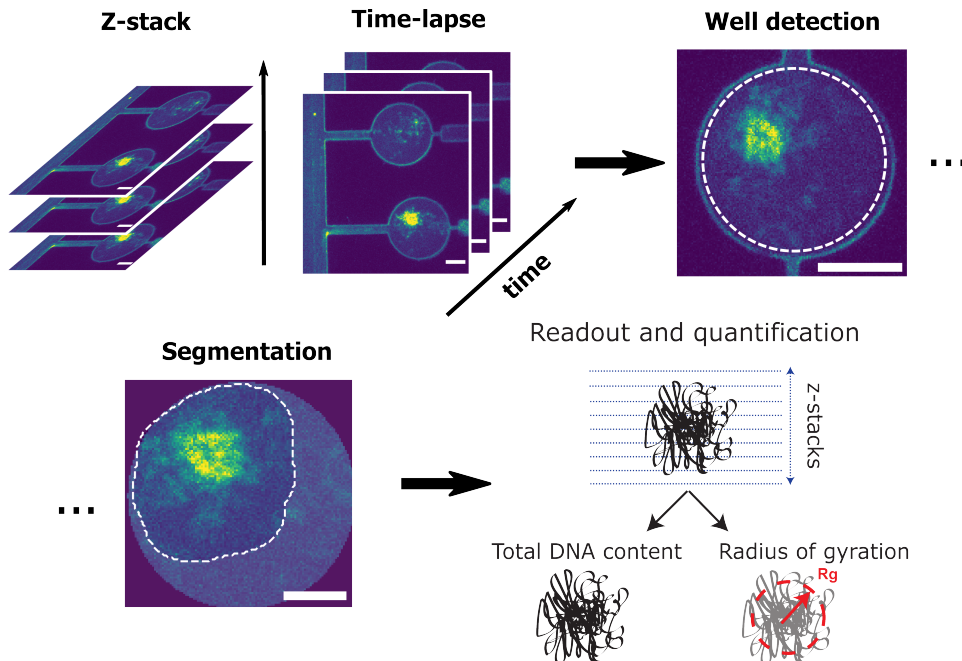 Z-stack
Time-lapse
Well detection
...
time
Segmentation
Readout and quantification
z-stacks
...
Total DNA content
Radius of gyration
Rg